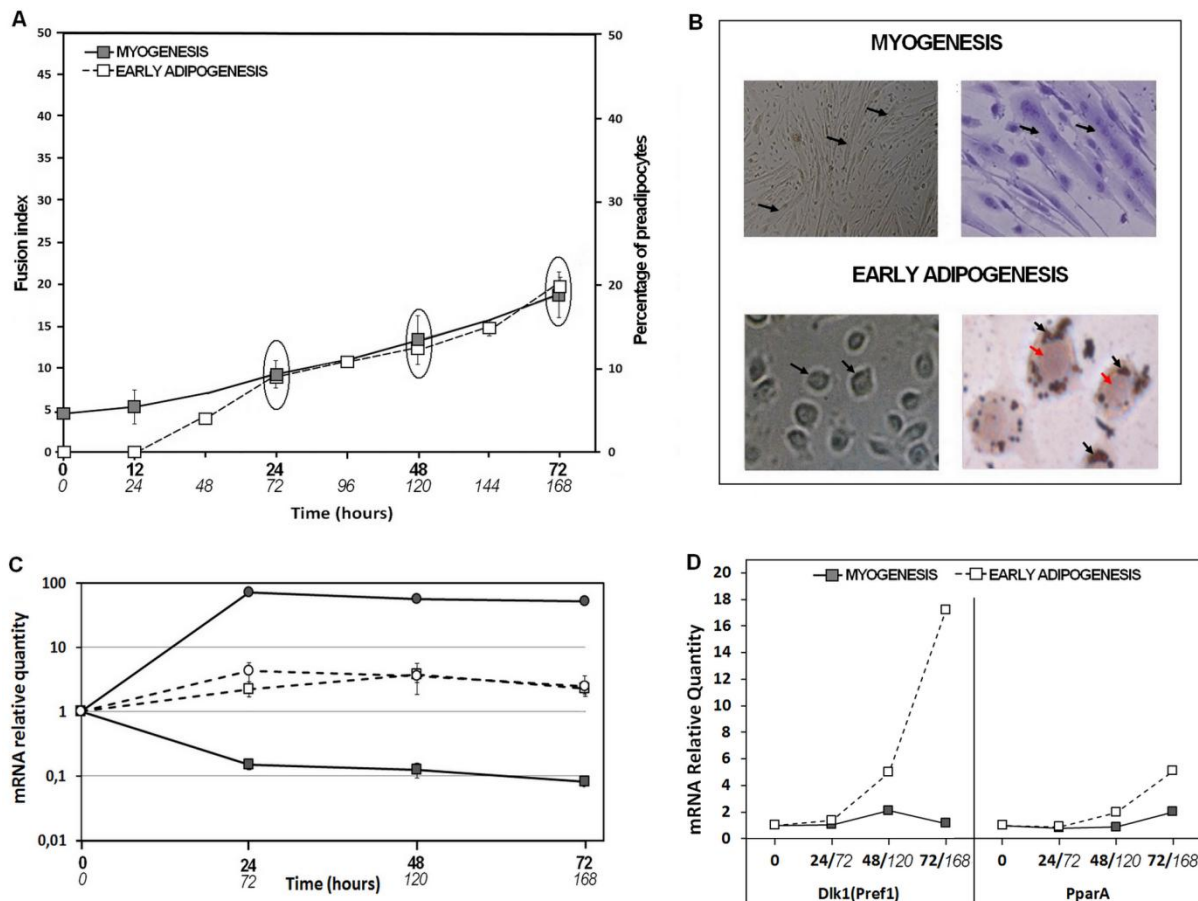 A
50
40
30
20
25
20
15
10
5
0
50
40
30
20
10
0
MYOGENESIS
EARLY ADIPOGENESIS
Fusion index
Percentage of preadipocytes
0 12 24 48 72
0 24 48 72 96 120 144 168
Time (hours)
B
MYOGENESIS
EARLY ADIPOGENESIS
C
mRNA relative quantity
100
10
1
0,1
0,01
0 24 48 72
0 72 120 168
Time (hours)
D
MYOGENESIS
EARLY ADIPOGENESIS
mRNA Relative Quantity
20
18
16
14
12
10
8
6
4
2
0
0 24/72 48/120 72/168 0 24/72 48/120 72/168
Dlk1(Pref1) PparA